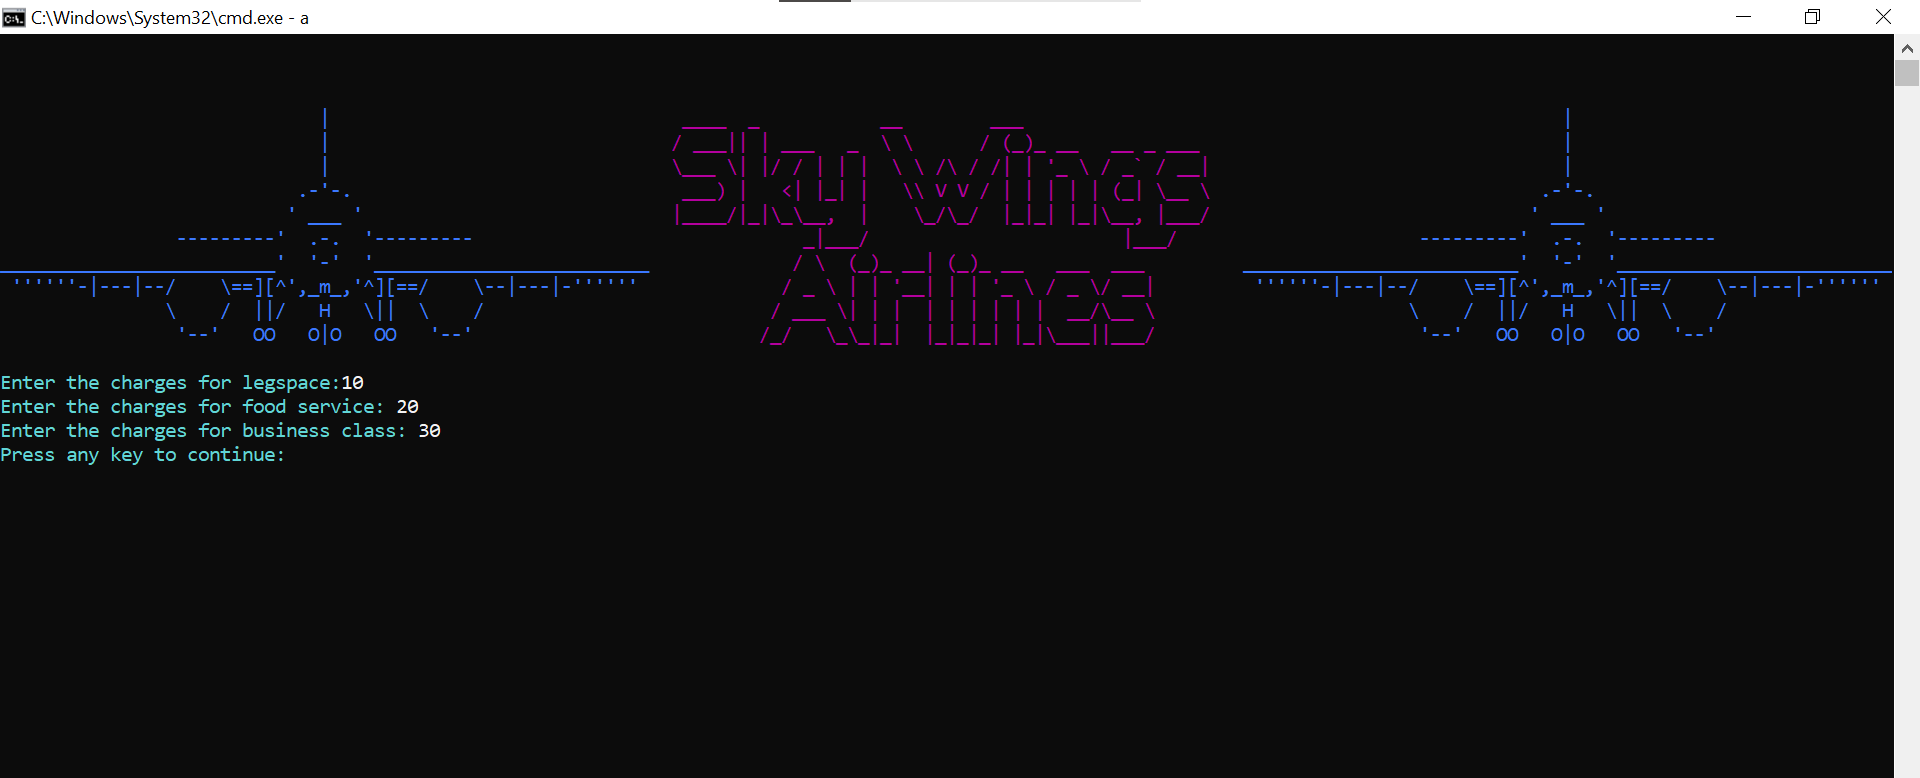 C:\Windows\System32\cmd.exe - a
Sky Wings
Airlines
Enter the charges for legspace:10
Enter the charges for food service: 20
Enter the charges for business class: 30
Press any key to continue: